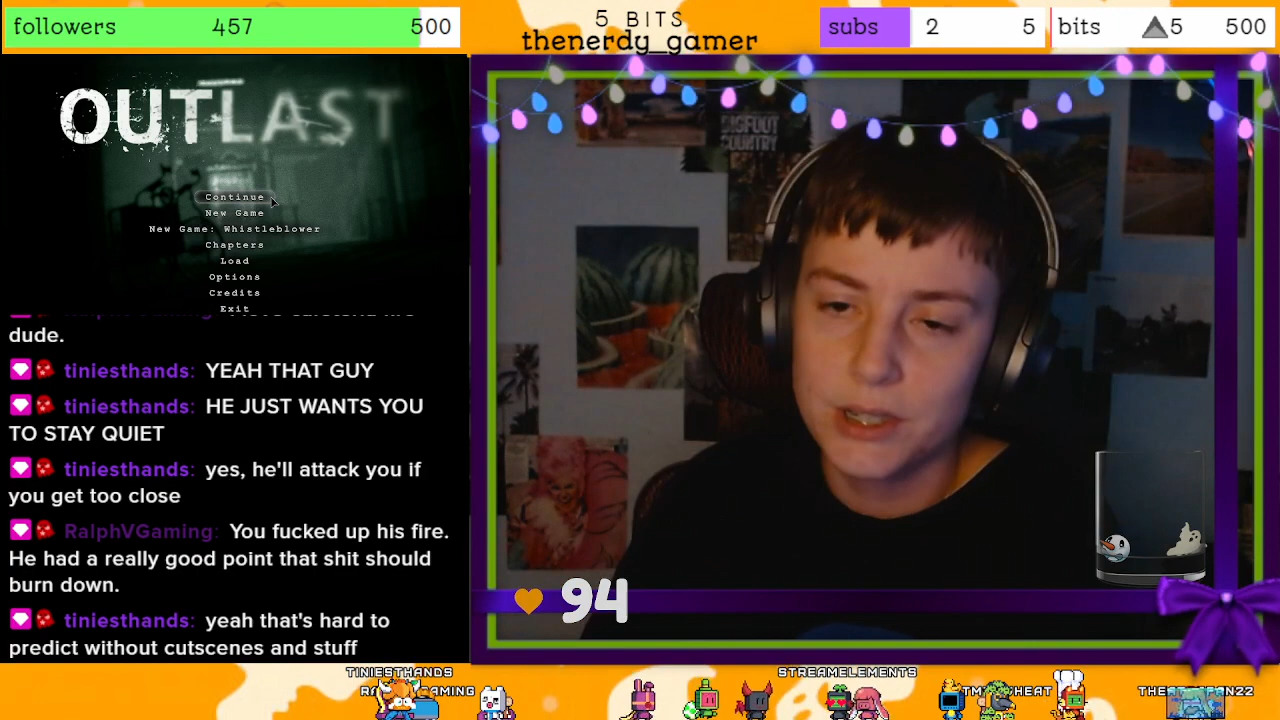 followers 457 500
5 BITS
thenerdy_gamer
subs 2 5
bits 5 500
OUTLAST
Continue
New Game
New Game: Whistleblower
Chapters
Load
Options
Credits
Exit
BIGFOOT
COUNTRY
dude.
tiniesthands: YEAH THAT GUY
tiniesthands: HE JUST WANTS YOU
TO STAY QUIET
tiniesthands: yes, he'll attack you if
you get too close
RalphVGaming: You fucked up his fire.
He had a really good point that shit should
burn down.
tiniesthands: yeah that's hard to
predict without cutscenes and stuff
94
TINIESTHANDS
STREAMELEMENTS